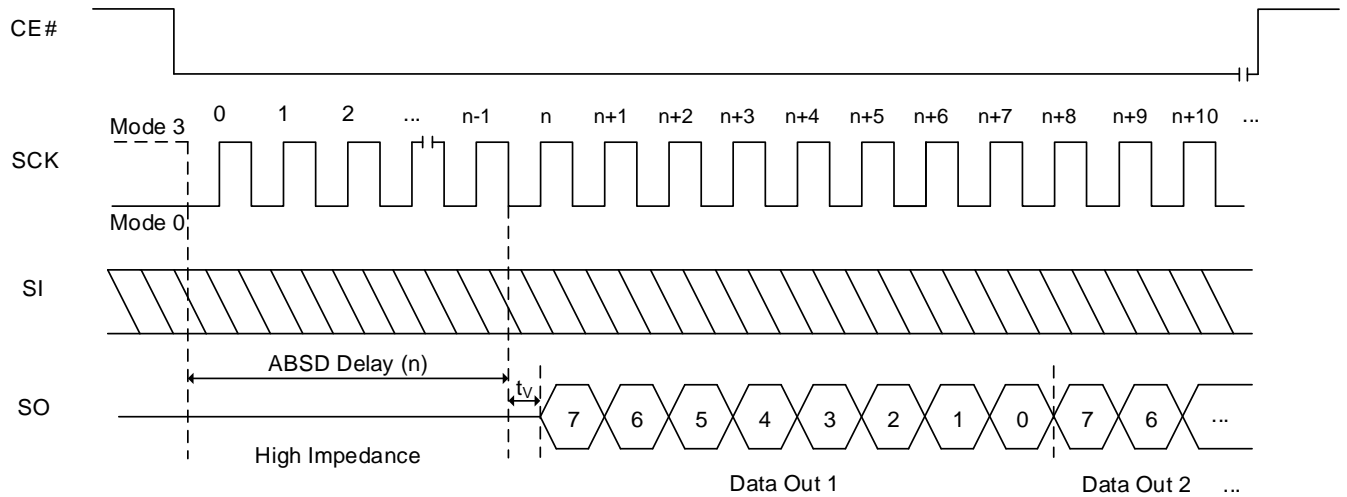 CE#
0 1 2 ... n-1 n n+1 n+2 n+3 n+4 n+5 n+6 n+7 n+8 n+9 n+10 ...
Mode 3
SCK
Mode 0
SI
ABSD Delay (n)
tV
SO
7 6 5 4 3 2 1 0 7 6 ...
High Impedance
Data Out 1 Data Out 2 ...